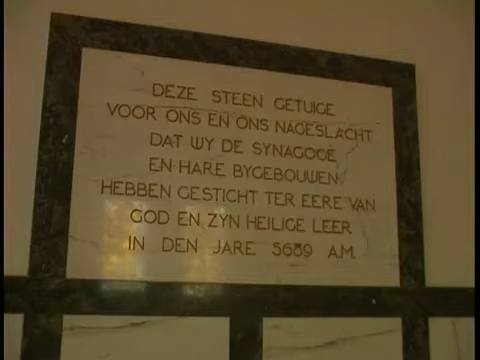 DEZE STEEN GETUIGE
VOOR ONS EN ONS NAGESLACHT
DAT WY DE SYNAGOGE
EN HARE BYGEBOUWEN
HEBBEN GESTICHT TER EERE VAN
GOD EN ZYN HEILIGE LEER
IN DEN JARE 5689 A.M.